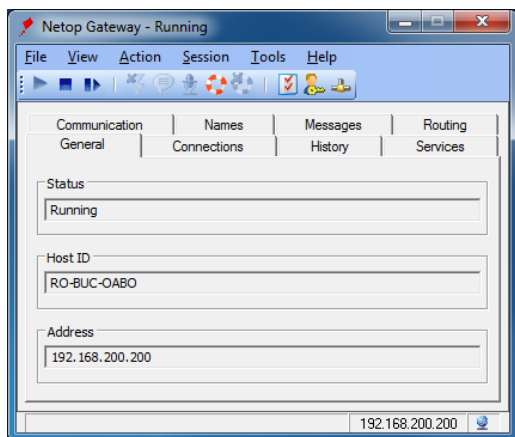 Netop Gateway - Running
File View Action Session Tools Help
Communication Names Messages Routing
General Connections History Services
Status
Running
Host ID
RO-BUC-OABO
Address
192.168.200.200
192.168.200.200